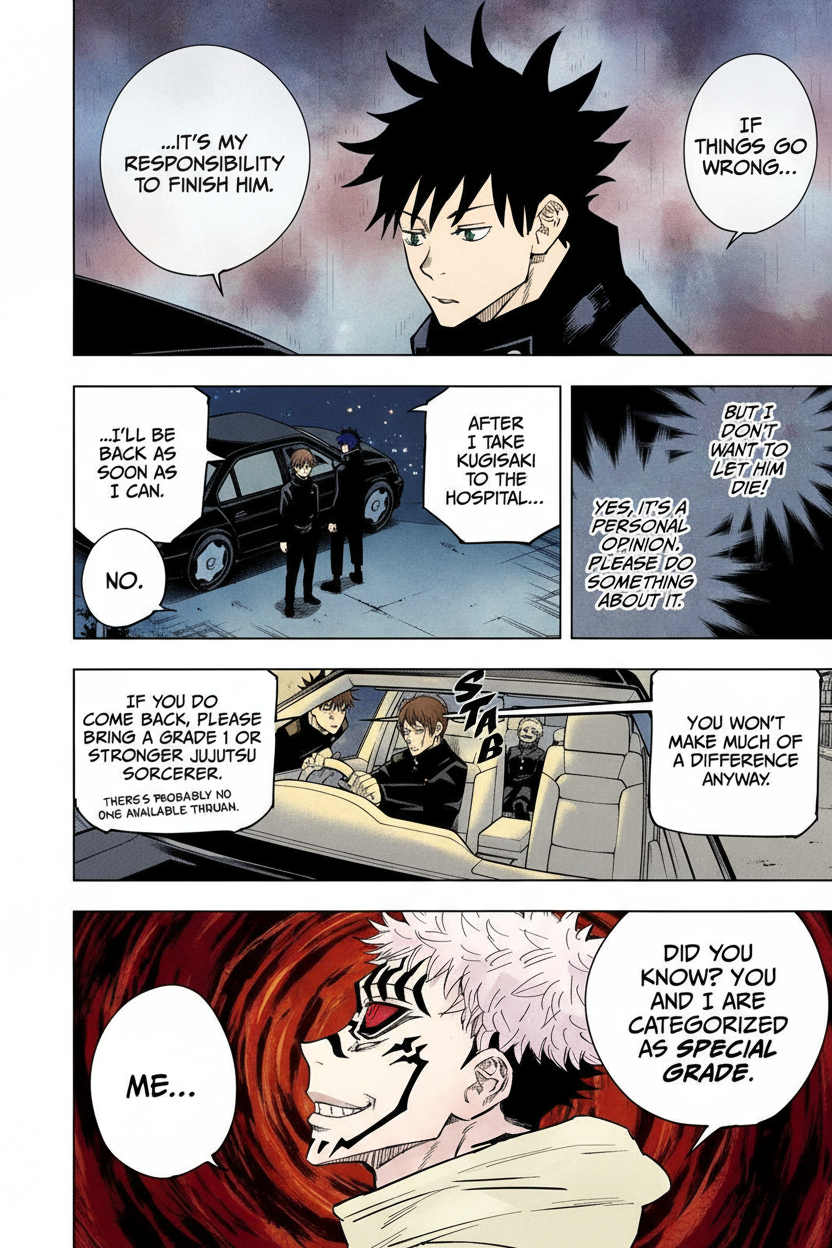 IF
THINGS GO
WRONG...
...IT'S MY
RESPONSIBILITY
TO FINISH HIM.
BUT I
DON'T
WANT TO
LET HIM
DIE!
YES, IT'S A
PERSONAL
OPINION.
PLEASE DO
SOMETHING
ABOUT IT.
AFTER
I TAKE
KUGISAKI
TO THE
HOSPITAL...
...I'LL BE
BACK AS
SOON AS
I CAN.
NO.
YOU WON'T
MAKE MUCH OF
A DIFFERENCE
ANYWAY.
STAB
IF YOU DO
COME BACK, PLEASE
BRING A GRADE 1 OR
STRONGER JUJUTSU
SORCERER.
THERS S PROBABLY NO
ONE AVAILABLE THRUAN.
DID YOU
KNOW? YOU
AND I ARE
CATEGORIZED
AS SPECIAL
GRADE.
ME...